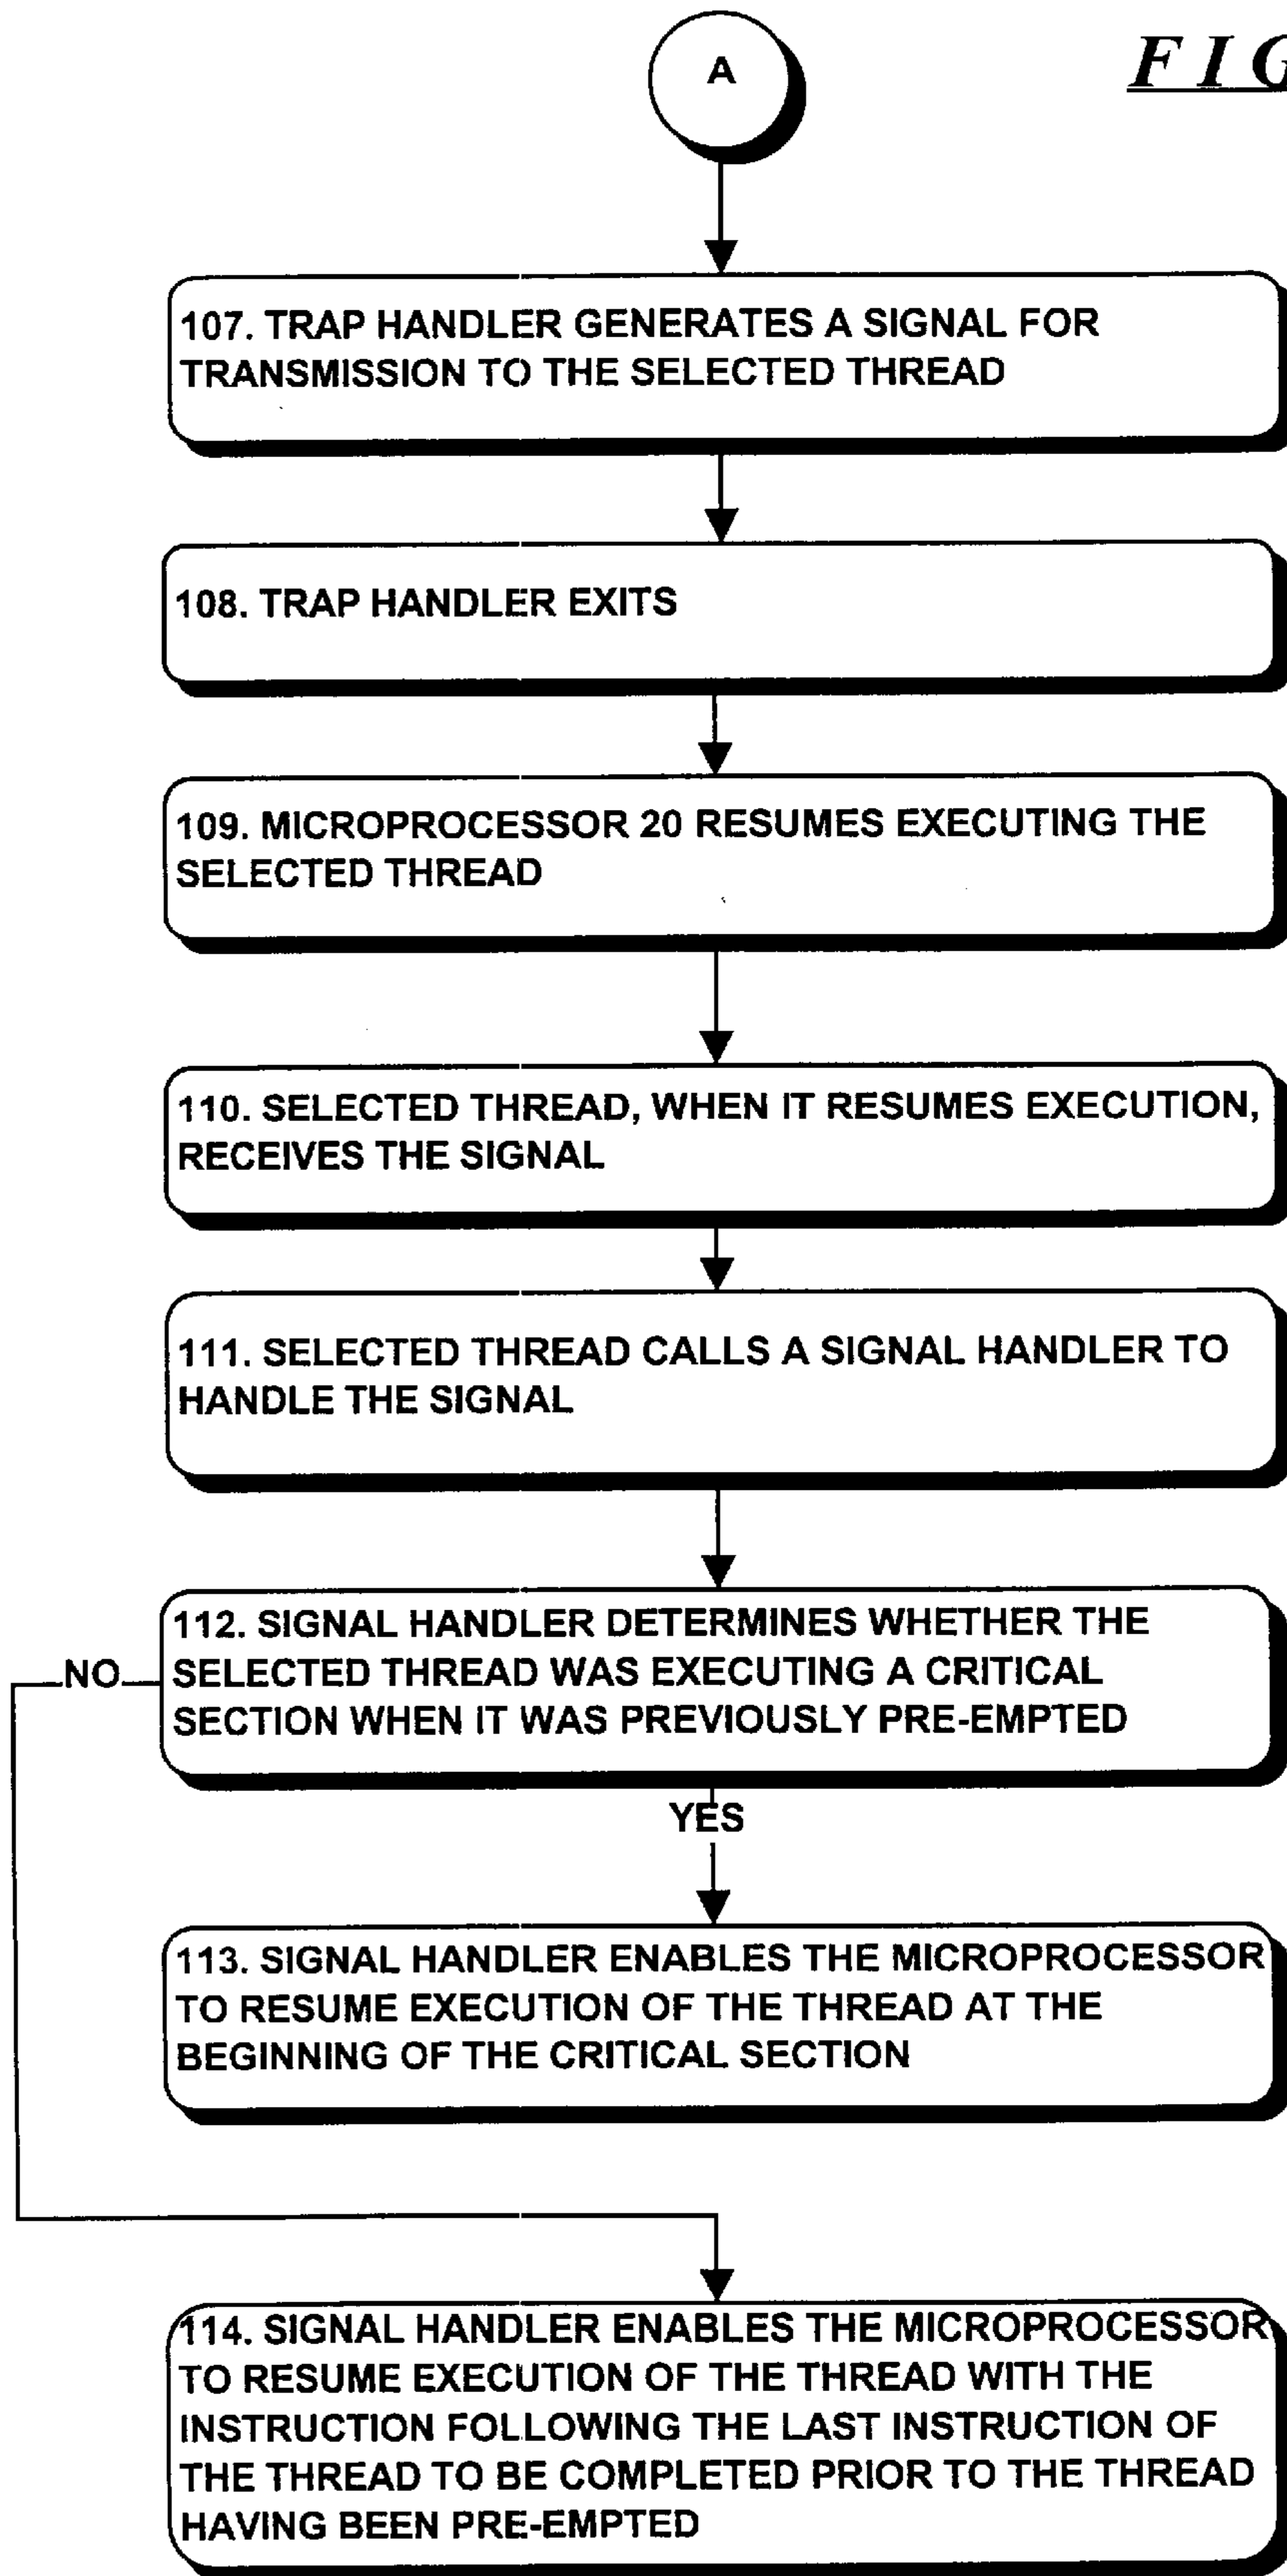 FIG
A
107. TRAP HANDLER GENERATES A SIGNAL FOR
TRANSMISSION TO THE SELECTED THREAD
108. TRAP HANDLER EXITS
109. MICROPROCESSOR 20 RESUMES EXECUTING THE
SELECTED THREAD
110. SELECTED THREAD, WHEN IT RESUMES EXECUTION,
RECEIVES THE SIGNAL
111. SELECTED THREAD CALLS A SIGNAL HANDLER TO
HANDLE THE SIGNAL
112. SIGNAL HANDLER DETERMINES WHETHER THE
SELECTED THREAD WAS EXECUTING A CRITICAL
SECTION WHEN IT WAS PREVIOUSLY PRE-EMPTED
NO
YES
113. SIGNAL HANDLER ENABLES THE MICROPROCESSOR
TO RESUME EXECUTION OF THE THREAD AT THE
BEGINNING OF THE CRITICAL SECTION
114. SIGNAL HANDLER ENABLES THE MICROPROCESSOR
TO RESUME EXECUTION OF THE THREAD WITH THE
INSTRUCTION FOLLOWING THE LAST INSTRUCTION OF
THE THREAD TO BE COMPLETED PRIOR TO THE THREAD
HAVING BEEN PRE-EMPTED